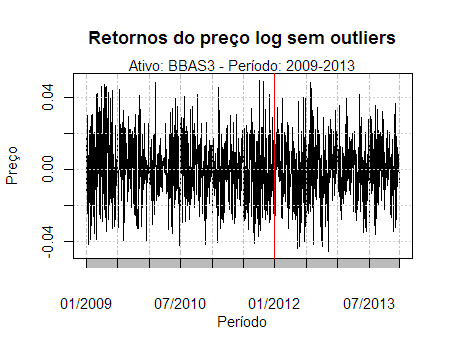 Retornos do preço log sem outliers
Ativo: BBAS3 - Período: 2009-2013
Preço
0.04
0.00
-0.04
01/2009 07/2010 01/2012 07/2013
Período